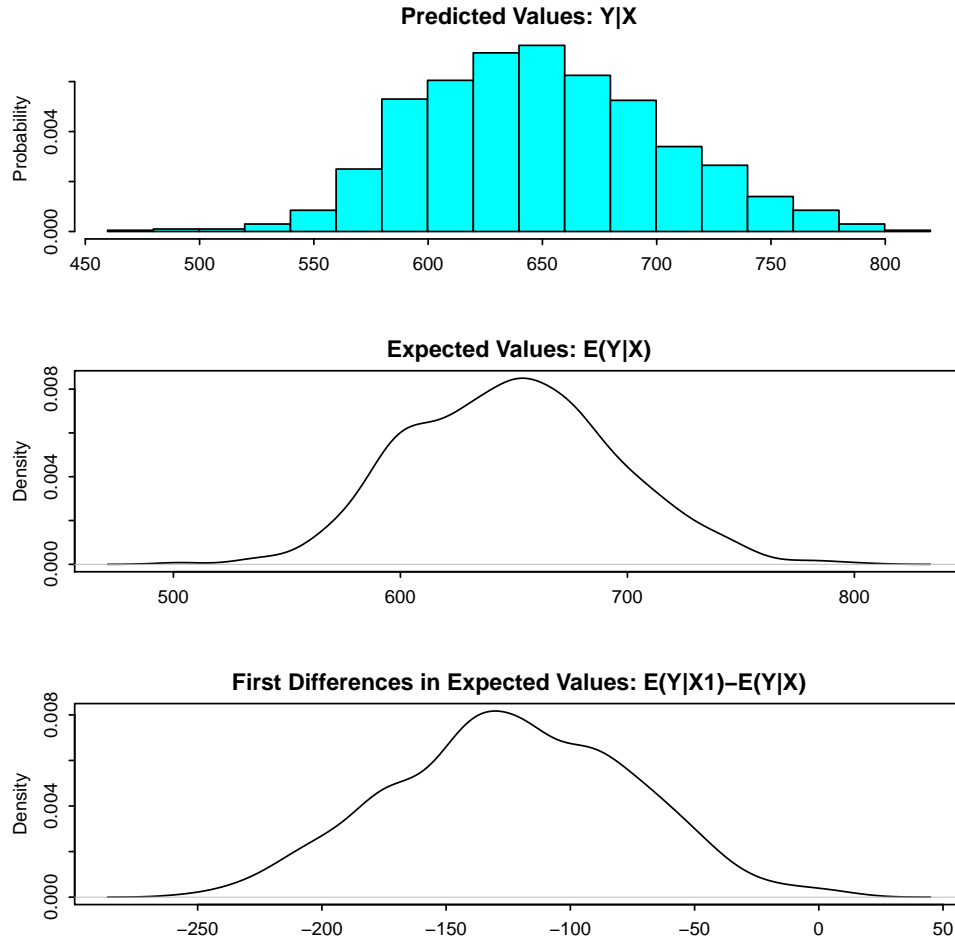 Predicted Values: Y|X
Probability
0.000
0.004
450 500 550 600 650 700 750 800
Expected Values: E(Y|X)
Density
0.000
0.004
0.008
500 600 700 800
First Differences in Expected Values: E(Y|X1)−E(Y|X)
Density
0.000
0.004
0.008
−250 −200 −150 −100 −50 0 50